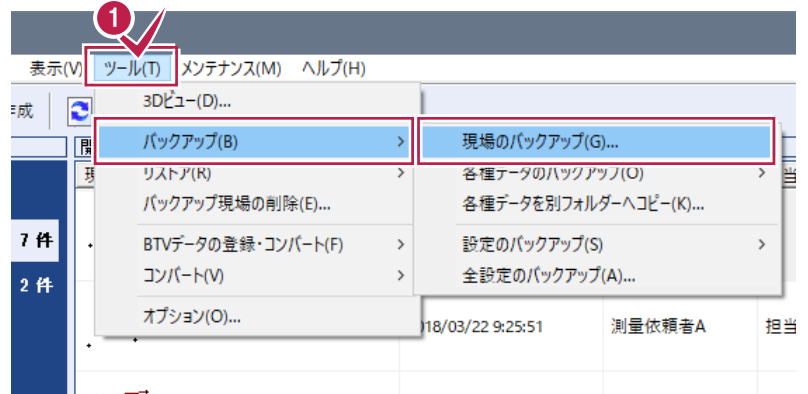 1
表示(V) ツール(T) メンテナンス(M) ヘルプ(H)
作成
3Dビュー(D)...
バックアップ(B)
リストア(R)
バックアップ現場の削除(E)...
BTVデータの登録・コンバート(F)
コンバート(V)
オプション(O)...
現場のバックアップ(G)...
各種データのバックアップ(O)
各種データを別フォルダーへコピー(K)...
設定のバックアップ(S)
全設定のバックアップ(A)...
7 件
2 件
018/03/22 9:25:51 測量依頼者A 担当